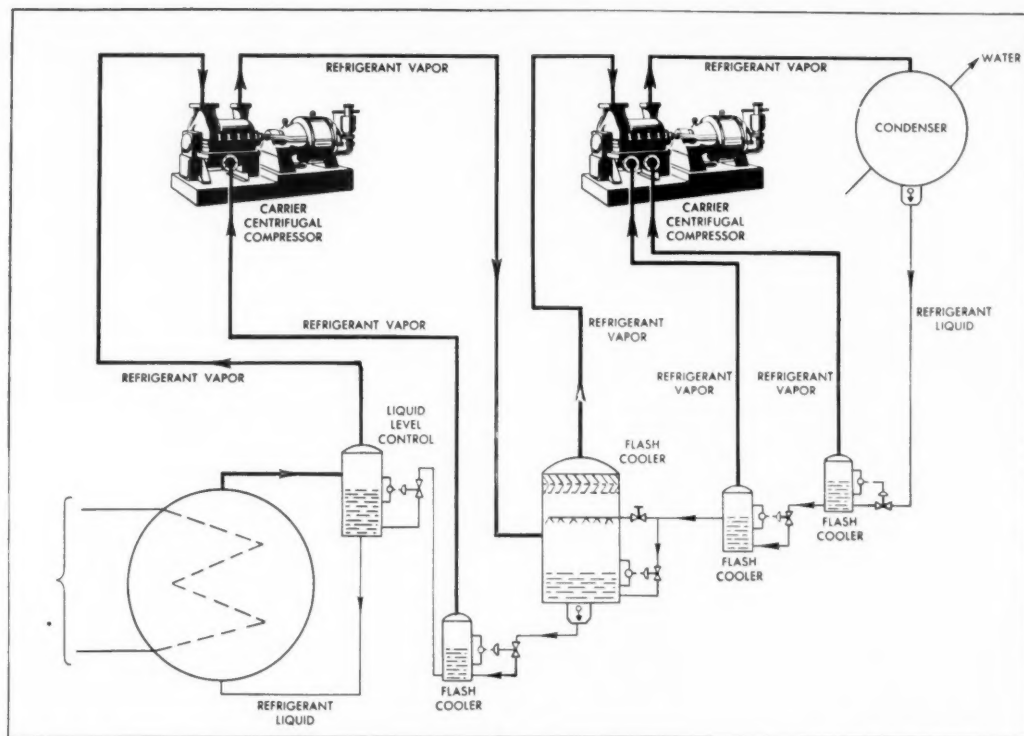 REFRIGERANT VAPOR
REFRIGERANT VAPOR
WATER
CONDENSER
CARRIER
CENTRIFUGAL
COMPRESSOR
CARRIER
CENTRIFUGAL
COMPRESSOR
REFRIGERANT
LIQUID
REFRIGERANT VAPOR
REFRIGERANT
VAPOR
REFRIGERANT VAPOR
REFRIGERANT
VAPOR
REFRIGERANT
VAPOR
LIQUID
LEVEL
CONTROL
FLASH
COOLER
FLASH
COOLER
FLASH
COOLER
FLASH
COOLER
REFRIGERANT
LIQUID